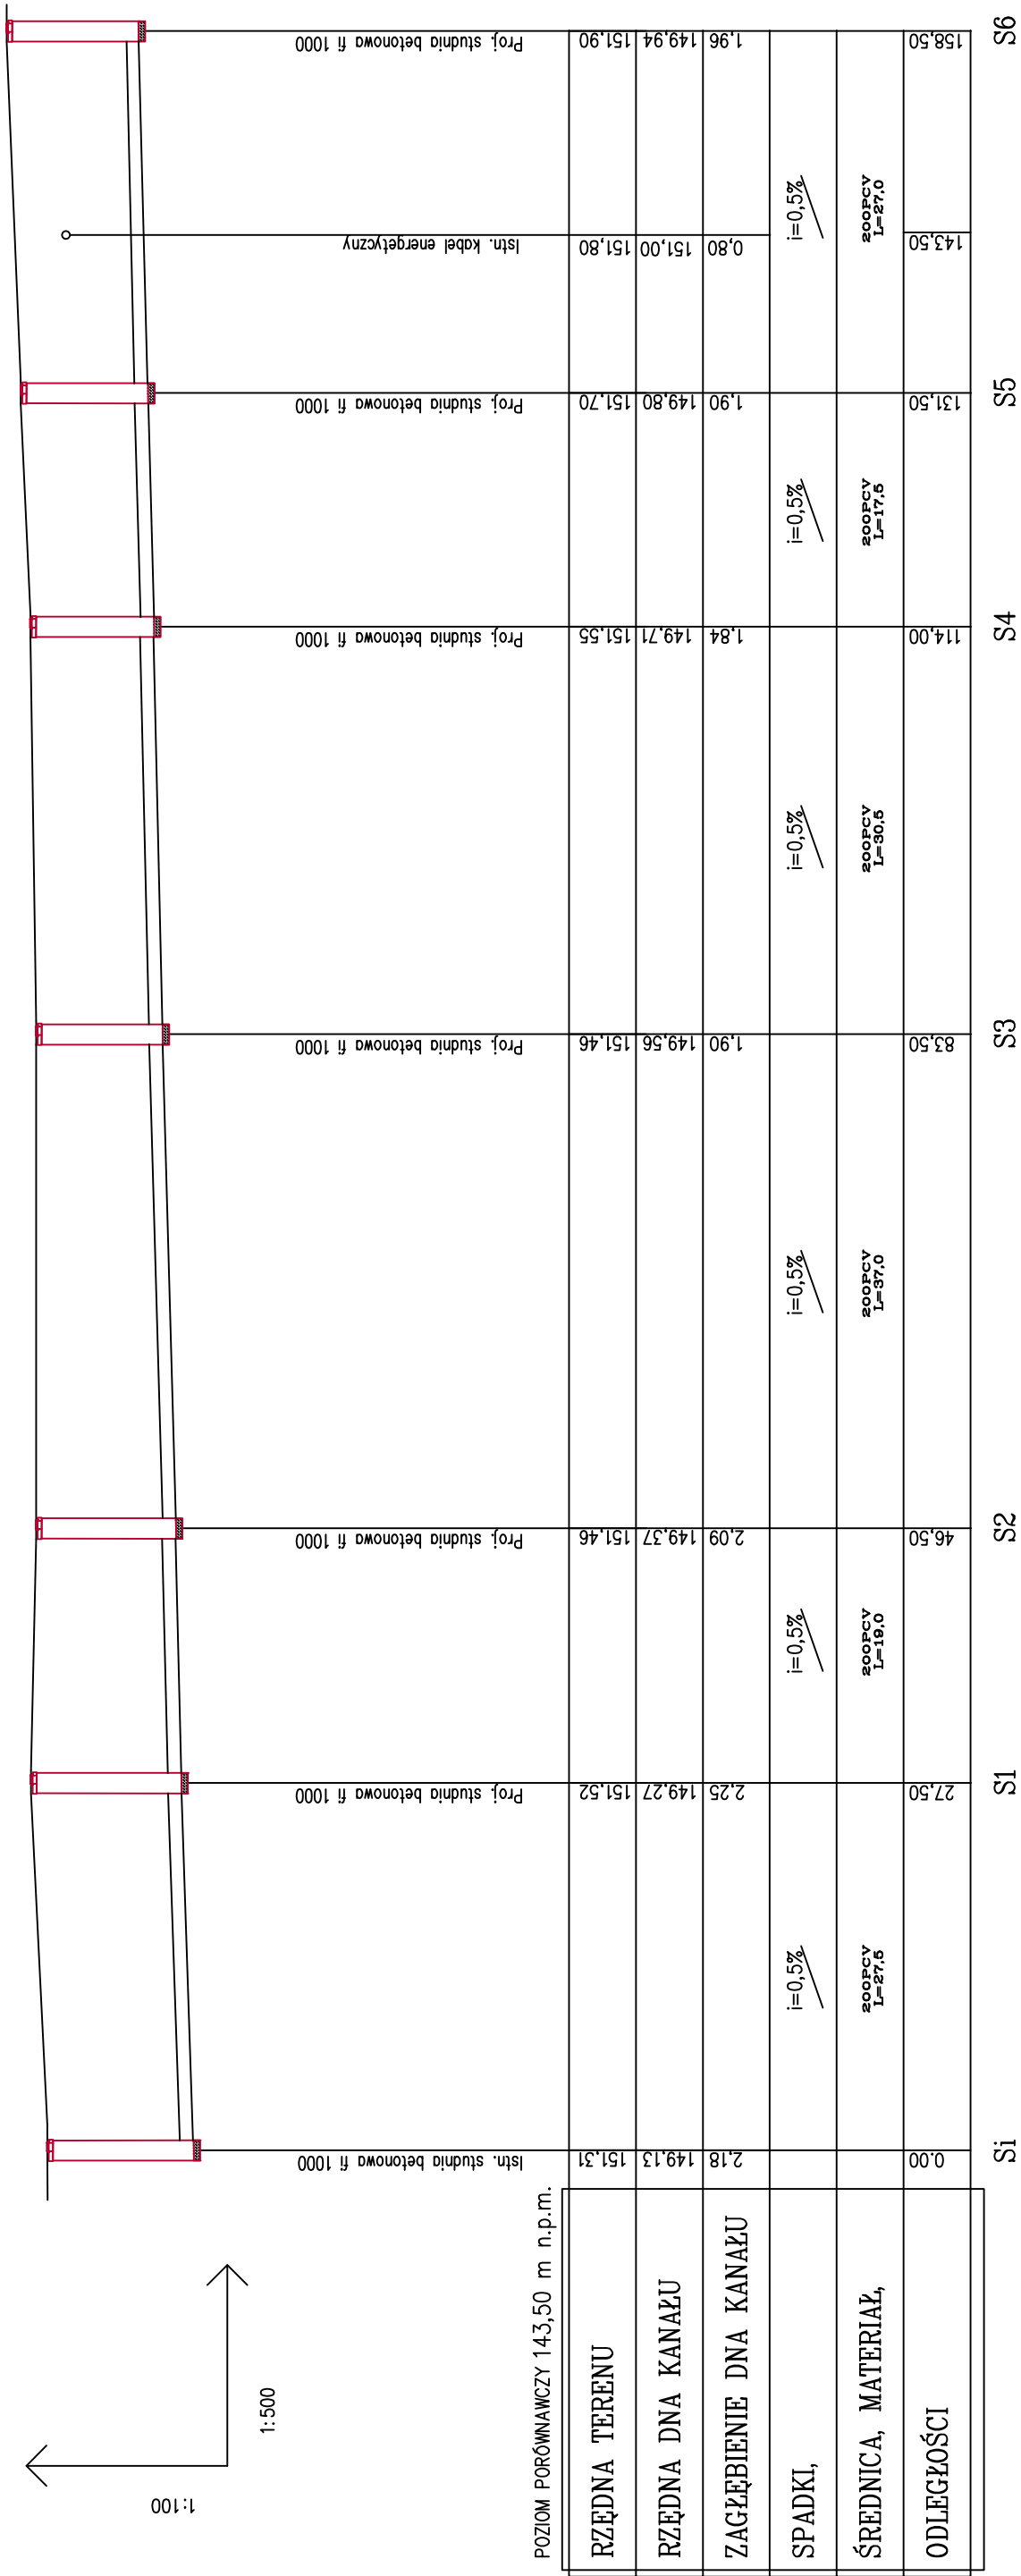 1:100
1:500
POZIOM PORÓWNAWCZY 143,50 m n.p.m.
Istn. studnia betonowa fi 1000
Proj. studnia betonowa fi 1000
Proj. studnia betonowa fi 1000
Proj. studnia betonowa fi 1000
Proj. studnia betonowa fi 1000
Proj. studnia betonowa fi 1000
Istn. kabel energetyczny
Proj. studnia betonowa fi 1000
RZĘDNA TERENU
151,31
151,52
151,46
151,46
151,55
151,70
151,80
151,90
RZĘDNA DNA KANAŁU
149,13
149,27
149,37
149,56
149,71
149,80
151,00
149,94
ZAGŁĘBIENIE DNA KANAŁU
2,18
2,25
2,09
1,90
1,84
1,90
0,80
1,96
SPADKI,
i=0,5%
i=0,5%
i=0,5%
i=0,5%
i=0,5%
i=0,5%
ŚREDNICA, MATERIAŁ,
200PCV
L=27,5
200PCV
L=19,0
200PCV
L=37,0
200PCV
L=30,5
200PCV
L=17,5
200PCV
L=27,0
ODLEGŁOŚCI
0.00
27,50
46,50
83,50
114,00
131,50
143,50
158,50
Si
S1
S2
S3
S4
S5
S6